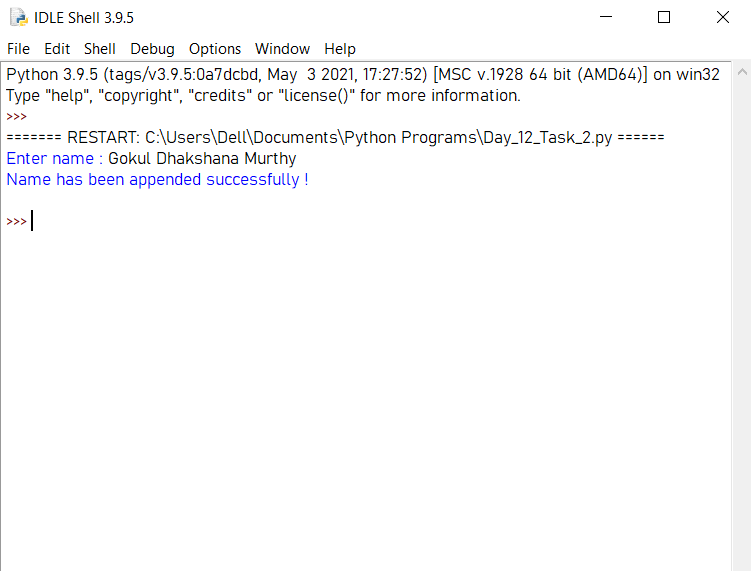 IDLE Shell 3.9.5
File Edit Shell Debug Options Window Help
Python 3.9.5 (tags/v3.9.5:0a7dcbd, May  3 2021, 17:27:52) [MSC v.1928 64 bit (AMD64)] on win32
Type "help", "copyright", "credits" or "license()" for more information.
>>>
======= RESTART: C:\Users\Dell\Documents\Python Programs\Day_12_Task_2.py ======
Enter name : Gokul Dhakshana Murthy
Name has been appended successfully !
>>>